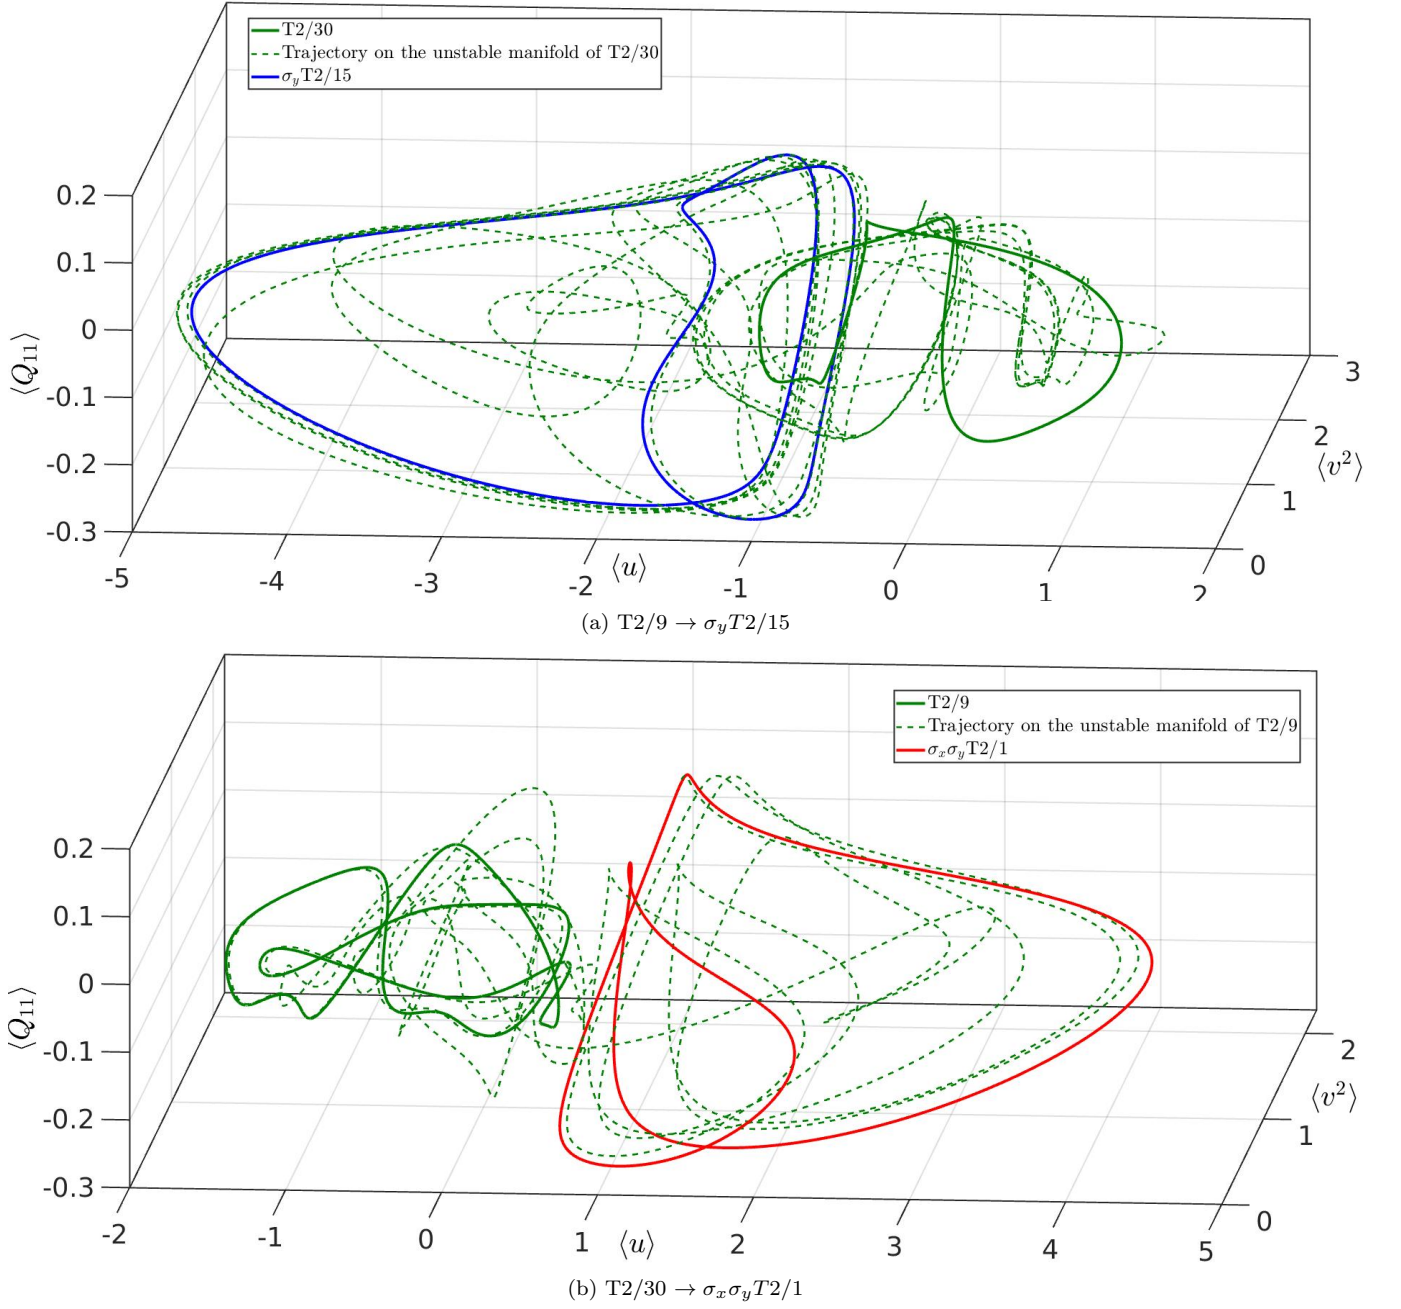 T2/30
Trajectory on the unstable manifold of T2/30
σ_yT2/15
0.2
0.1
0
-0.1
-0.2
-0.3
⟨Q₁₁⟩
-5
-4
-3
-2
-1
0
1
2
⟨u⟩
0
1
2
3
⟨v²⟩
(a) T2/9 → σ_yT2/15
T2/9
Trajectory on the unstable manifold of T2/9
σ_xσ_yT2/1
0.2
0.1
0
-0.1
-0.2
-0.3
⟨Q₁₁⟩
-2
-1
0
1
2
3
4
5
⟨u⟩
0
1
2
⟨v²⟩
(b) T2/30 → σ_xσ_yT2/1